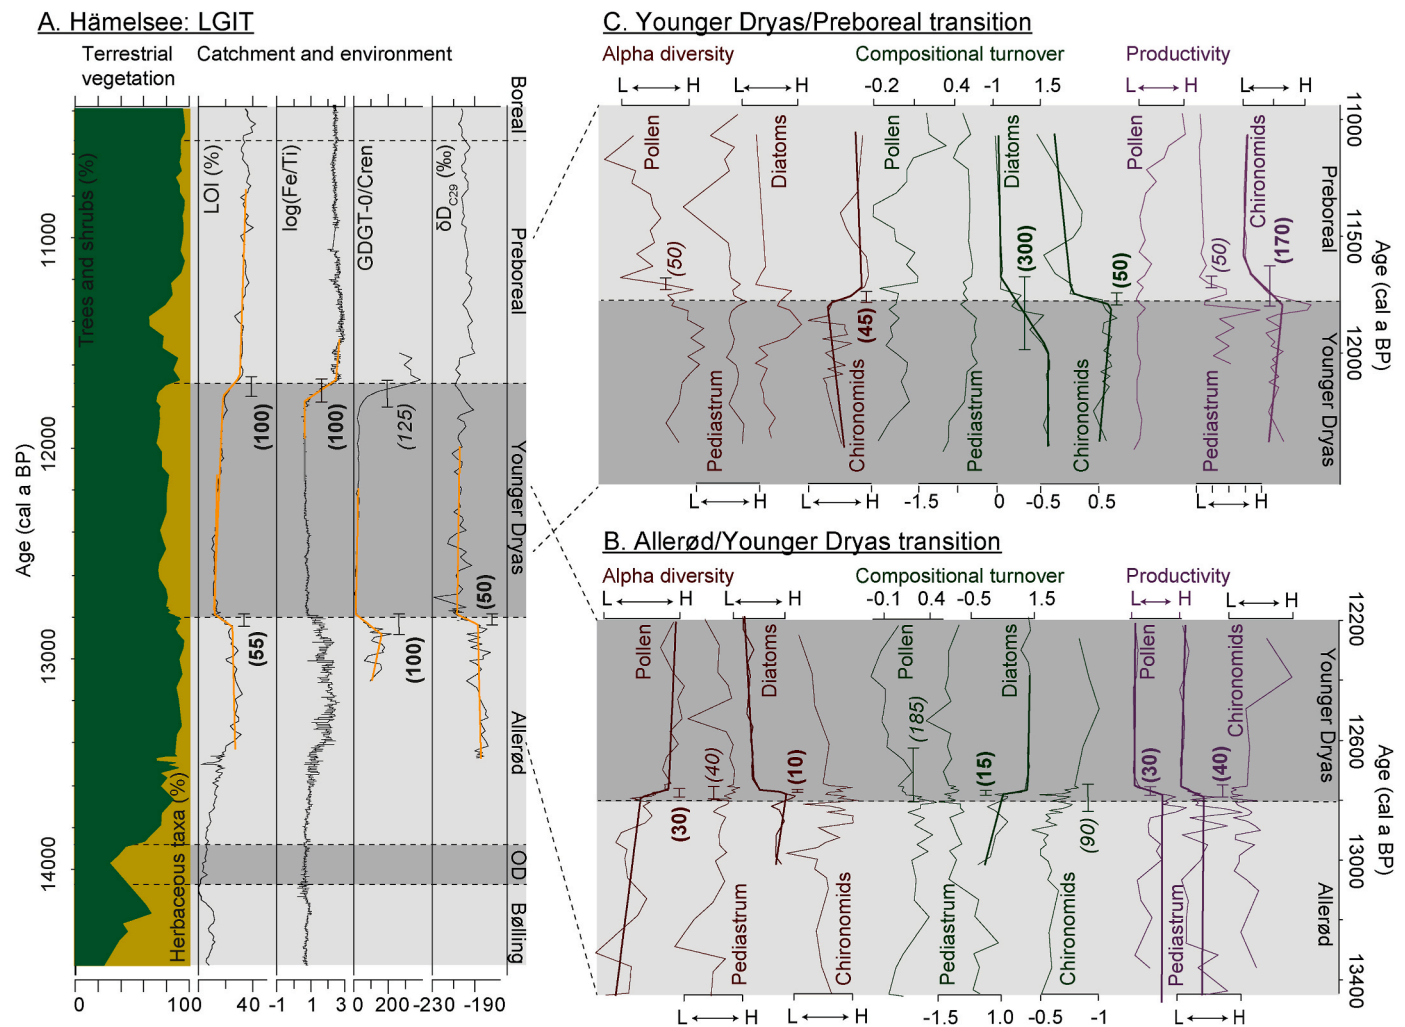 A. Hämelsee: LGIT
Terrestrial
vegetation
Catchment and environment
Trees and shrubs (%)
Herbaceous taxa (%)
LOI (%)
log(Fe/Ti)
GDGT-0/Cren
δD C29 (‰)
Boreal
Preboreal
Younger Dryas
Allerød
OD
Bølling
(100)
(100)
(125)
(55)
(100)
(50)
Age (cal a BP)
11000
12000
13000
14000
0 100
0 40
-1 1 3
0 200
-230 -190
C. Younger Dryas/Preboreal transition
Alpha diversity
Compositional turnover
Productivity
L H
L H
-0.2 0.4
-1 1.5
L H
L H
Pollen
Diatoms
Pollen
Diatoms
Pollen
Chironomids
(50)
(45)
(300)
(50)
(50)
(170)
Pediastrum
Chironomids
Pediastrum
Chironomids
Pediastrum
Preboreal
Younger Dryas
11000
11500
12000
Age (cal a BP)
L H
L H
-1.5 0
-0.5 0.5
L H
B. Allerød/Younger Dryas transition
Alpha diversity
Compositional turnover
Productivity
L H
L H
-0.1 0.4
-0.5 1.5
L H
L H
Pollen
Diatoms
Pollen
Diatoms
Pollen
Chironomids
(30)
(40)
(10)
(185)
(15)
(90)
(30)
(40)
Pediastrum
Chironomids
Pediastrum
Chironomids
Pediastrum
Younger Dryas
Allerød
12200
12600
13000
13400
Age (cal a BP)
L H
L H
-1.5 1.0
-0.5 -1
L H